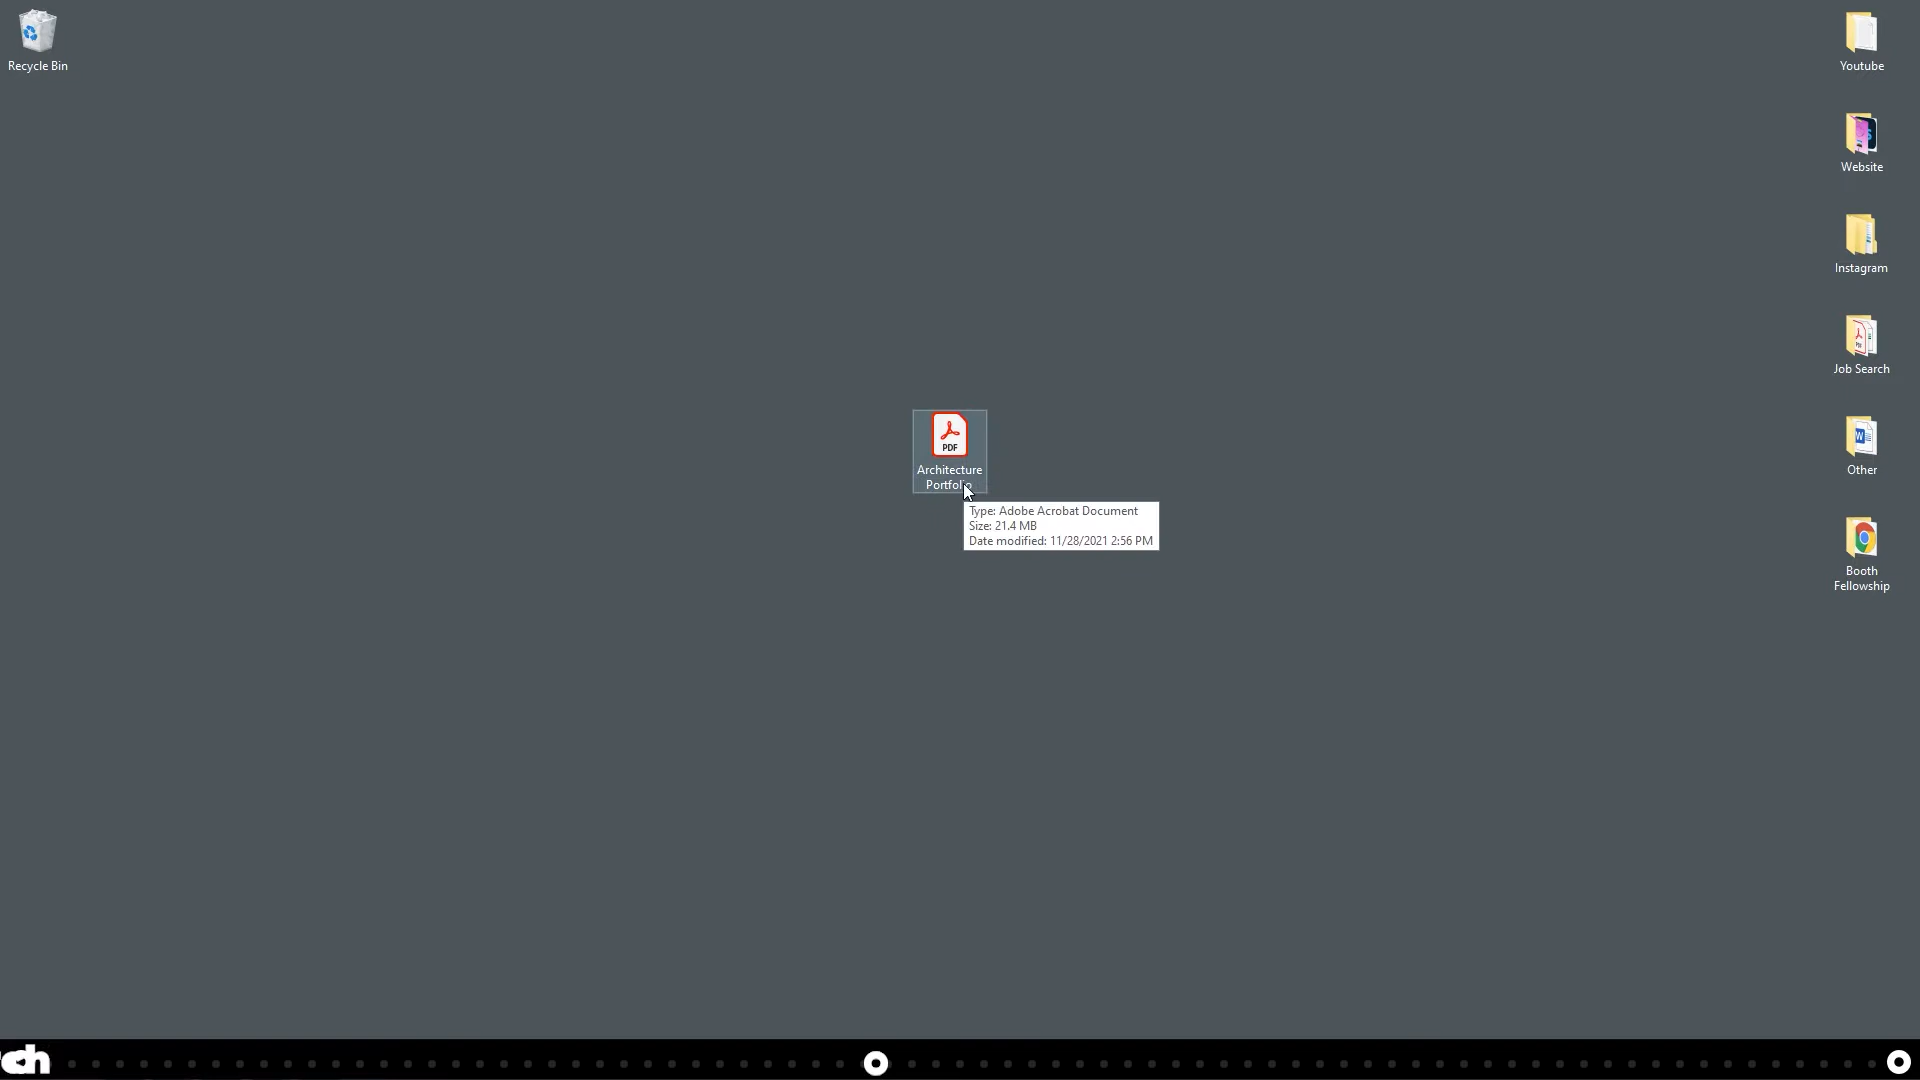 Recycle Bin
Youtube
Website
Instagram
Job Search
Other
Booth
Fellowship
PDF
Architecture
Portfolio
Type: Adobe Acrobat Document
Size: 21.4 MB
Date modified: 11/28/2021 2:56 PM